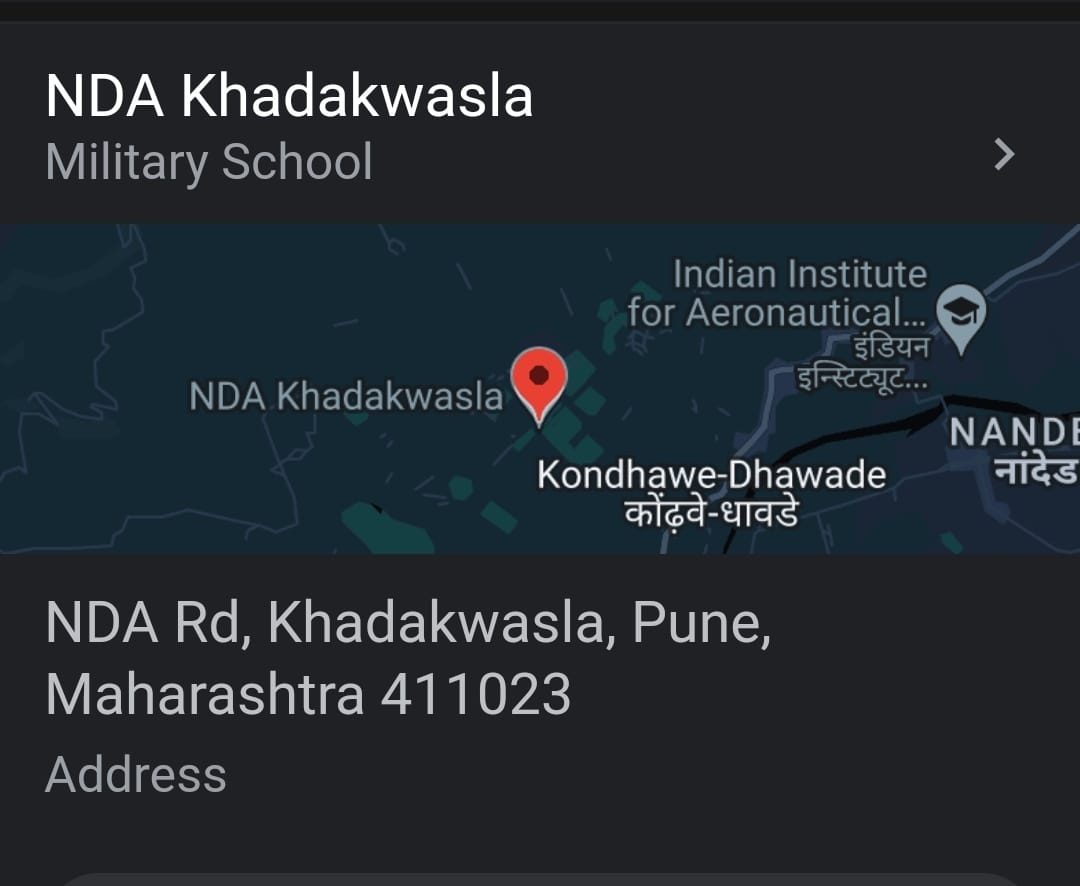 NDA Khadakwasla
Military School
Indian Institute
for Aeronautical...
इंडियन
इन्स्टिट्यूट...
NDA Khadakwasla
NANDE
नांदेड
Kondhawe-Dhawade
कोंढवे-धावडे
NDA Rd, Khadakwasla, Pune,
Maharashtra 411023
Address